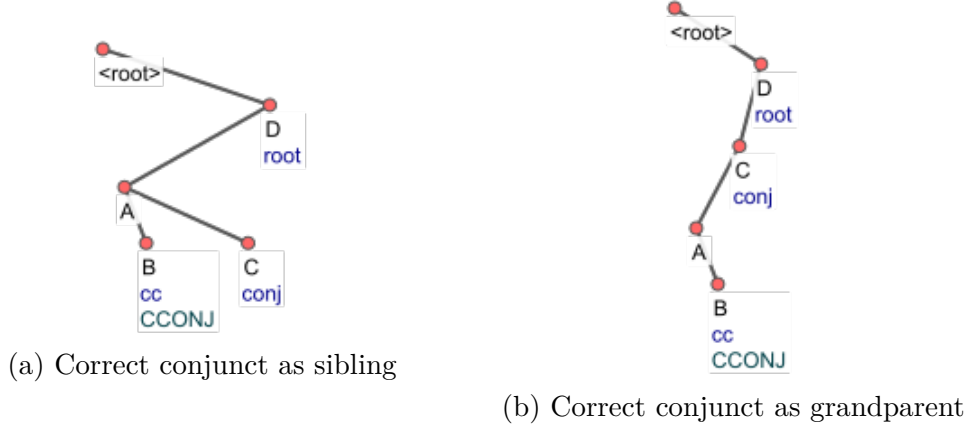 <root>
D
root
A
B
cc
CCONJ
C
conj
(a) Correct conjunct as sibling
<root>
D
root
C
conj
A
B
cc
CCONJ
(b) Correct conjunct as grandparent